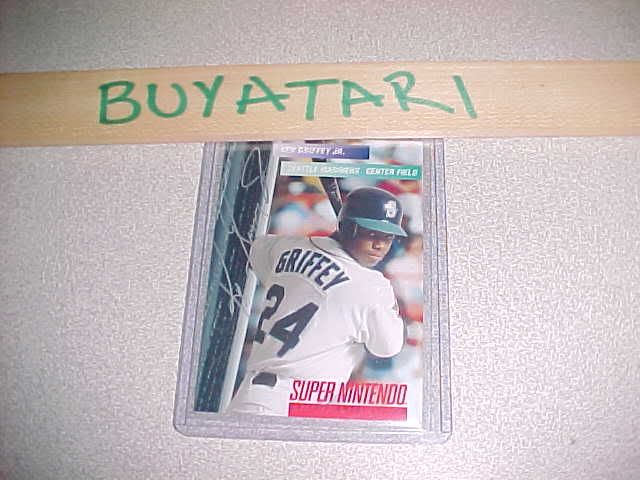 BUYATARI
KEN GRIFFEY JR.
SEATTLE MARINERS CENTER FIELD
S
GRIFFEY
24
SUPER NINTENDO